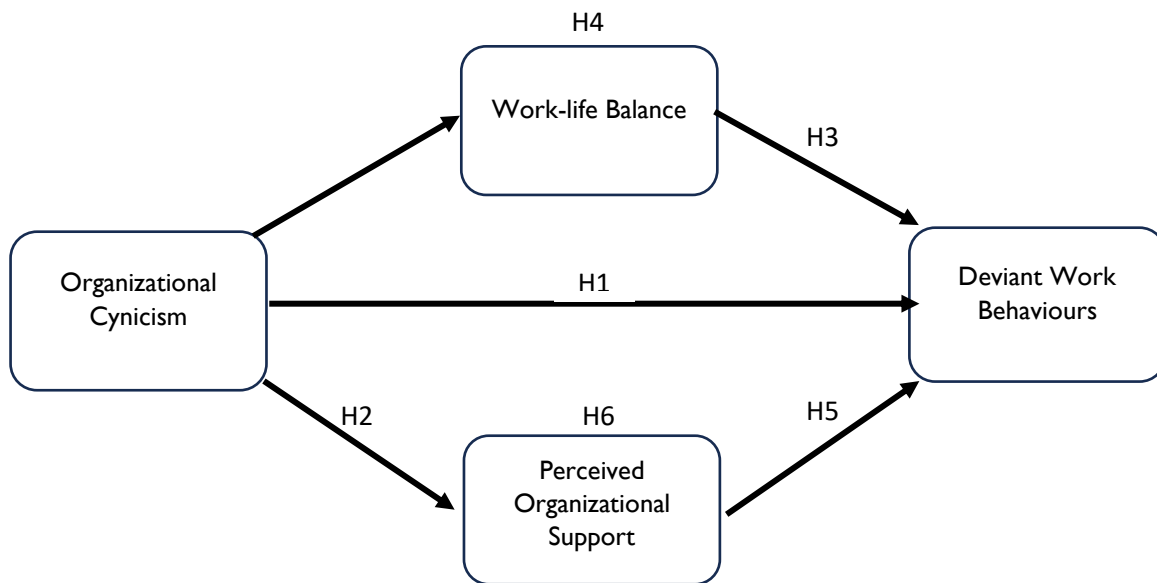 H4
Work-life Balance
H3
Organizational
Cynicism
H1
Deviant Work
Behaviours
H2
H6
H5
Perceived
Organizational
Support